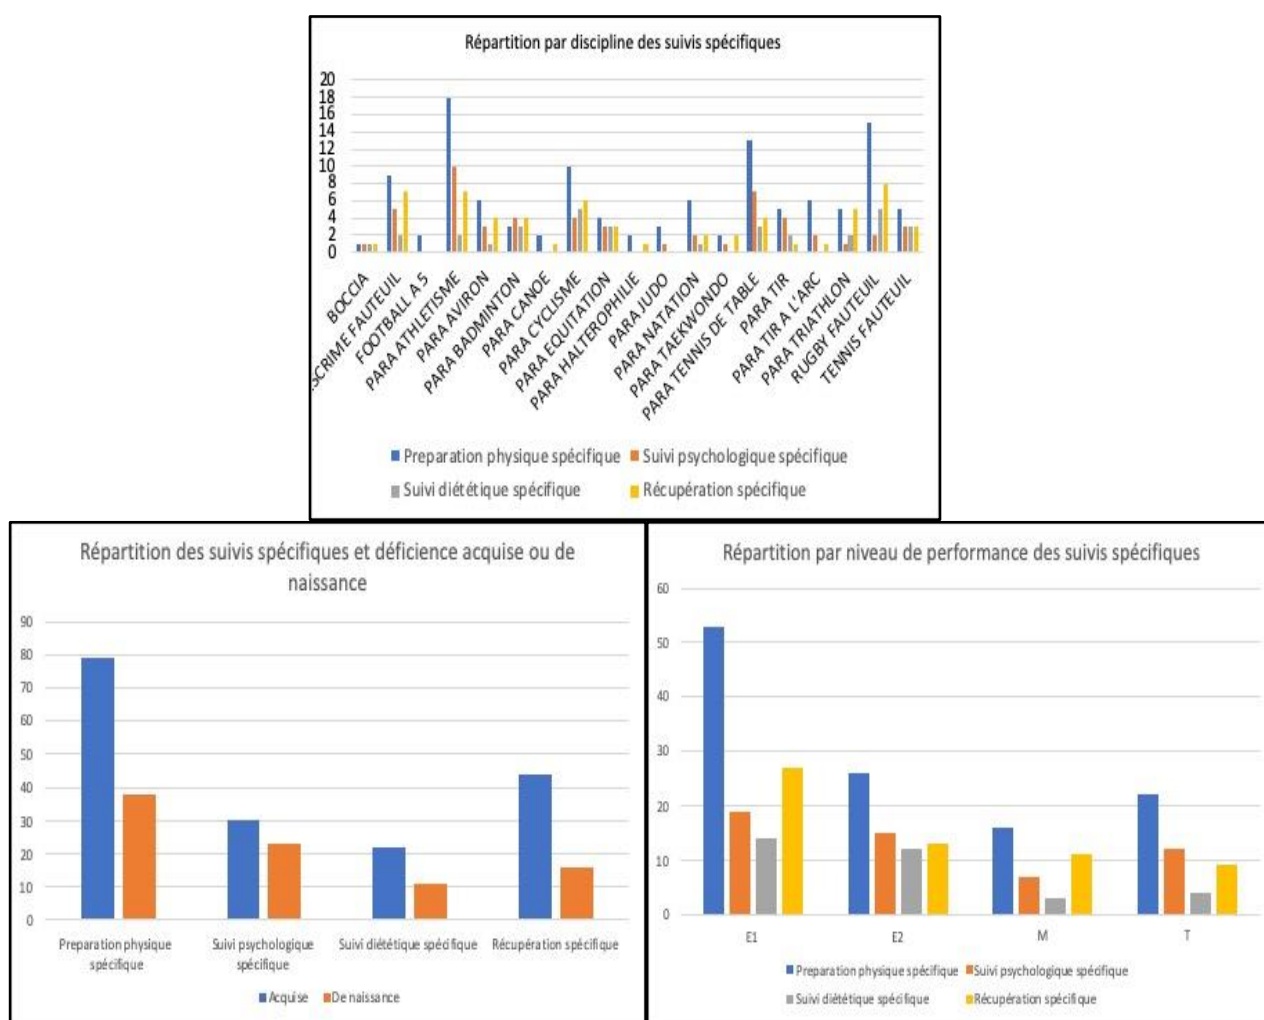 Répartition par discipline des suivis spécifiques
20
18
16
14
12
10
8
6
4
2
0
BOCCIA
SCRIME FAUTEUIL
FOOTBALL A 5
PARA ATHLETISME
PARA AVIRON
PARA BADMINTON
PARA CANOE
PARA CYCLISME
PARA EQUITATION
PARA HALTEROPHILIE
PARA JUDO
PARA NATATION
PARA TAEKWONDO
PARA TENNIS DE TABLE
PARA TIR
PARA TIR A L'ARC
PARA TRIATHLON
RUGBY FAUTEUIL
TENNIS FAUTEUIL
Preparation physique spécifique Suivi psychologique spécifique
Suivi diététique spécifique Récupération spécifique
Répartition des suivis spécifiques et déficience acquise ou de
naissance
90
80
70
60
50
40
30
20
10
0
Preparation physique
spécifique
Suivi psychologique
spécifique
Suivi diététique spécifique
Récupération spécifique
Acquise De naissance
Répartition par niveau de performance des suivis spécifiques
60
50
40
30
20
10
0
E1 E2 M T
Preparation physique spécifique Suivi psychologique spécifique
Suivi diététique spécifique Récupération spécifique